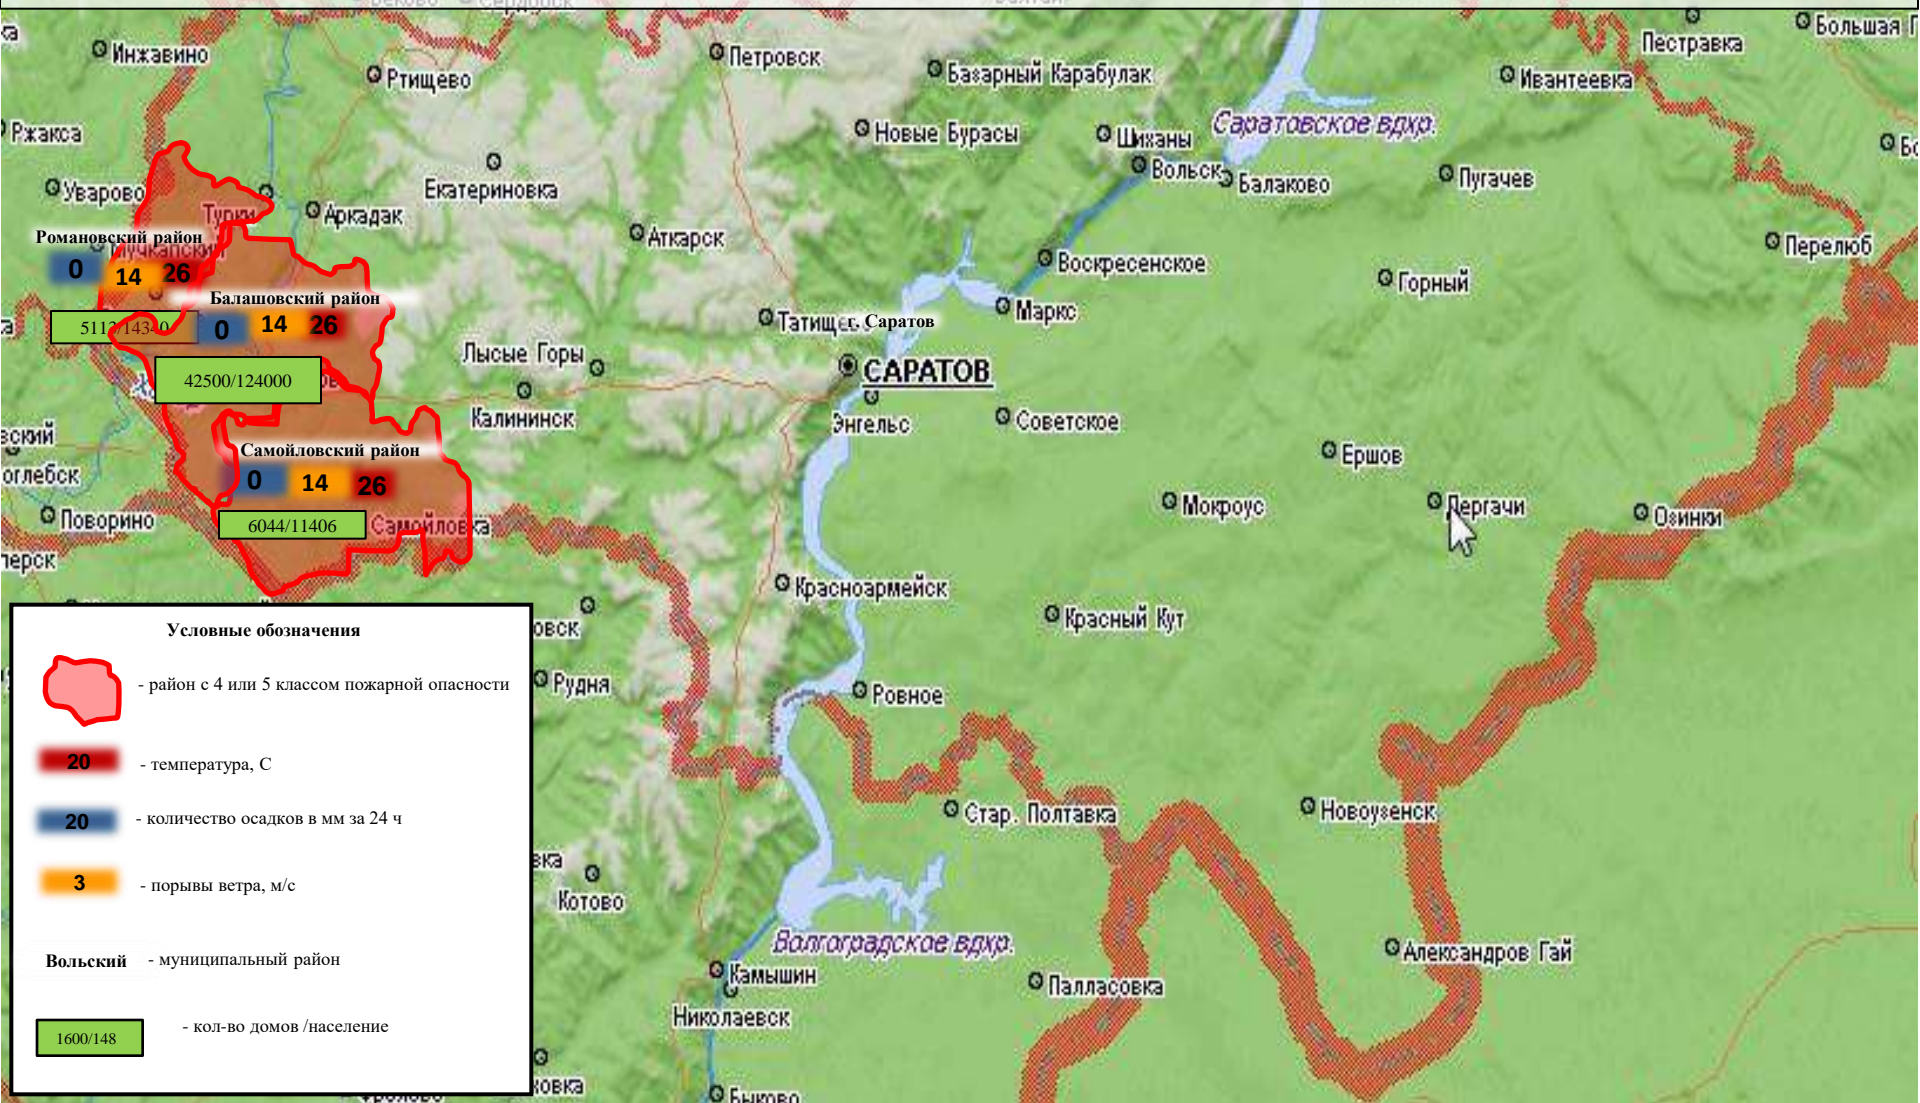 Инжавино
Ртищево
Петровск
Базарный Карабулак
Пестравка
Большая
Ивантеевка
Ржакса
Новые Бурасы
Шиханы
Саратовское вдхр.
Уварово
Екатериновка
Вольск
Балаково
Пугачев
Турки
Аркадак
Аткарск
Перелюб
Романовский район
Воскресенское
Горный
0 14 26
Балашовский район
Маркс
Татищево
г. Саратов
5112/14340
0 14 26
Лысые Горы
САРАТОВ
42500/124000
Калининск
Энгельс
Советское
Самойловский район
Ершов
0 14 26
Мокроус
Дергачи
Озинки
Поворино
6044/11406
Самойловка
Красноармейск
Красный Кут
Условные обозначения
- район с 4 или 5 классом пожарной опасности
Рудня
Ровное
20 - температура, С
20 - количество осадков в мм за 24 ч
Стар. Полтавка
Новоузенск
3 - порывы ветра, м/с
Котово
Волгоградское вдхр.
Вольский - муниципальный район
Александров Гай
Камышин
Палласовка
Николаевск
1600/148 - кол-во домов /население
Быково